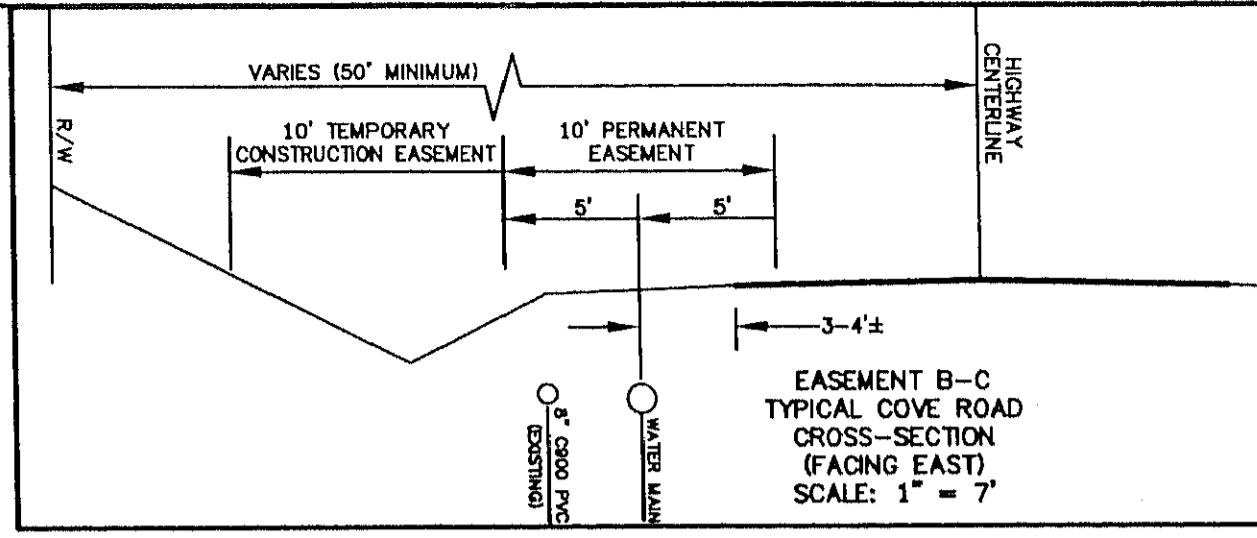 VARIES (50' MINIMUM)
HIGHWAY
CENTERLINE
R/W
10' TEMPORARY
CONSTRUCTION EASEMENT
10' PERMANENT
EASEMENT
5'
5'
3-4'±
8" C900 PVC
(EXISTING)
WATER MAIN
EASEMENT B-C
TYPICAL COVE ROAD
CROSS-SECTION
(FACING EAST)
SCALE: 1" = 7'